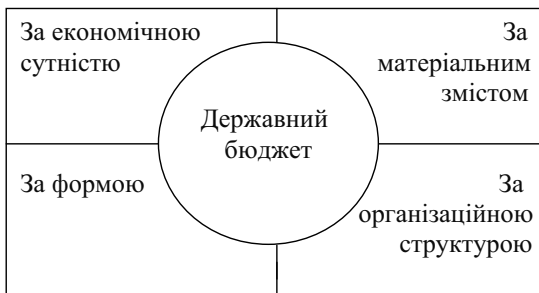 За економічною
сутністю
За
матеріальним
змістом
Державний
бюджет
За формою
За
організаційною
структурою